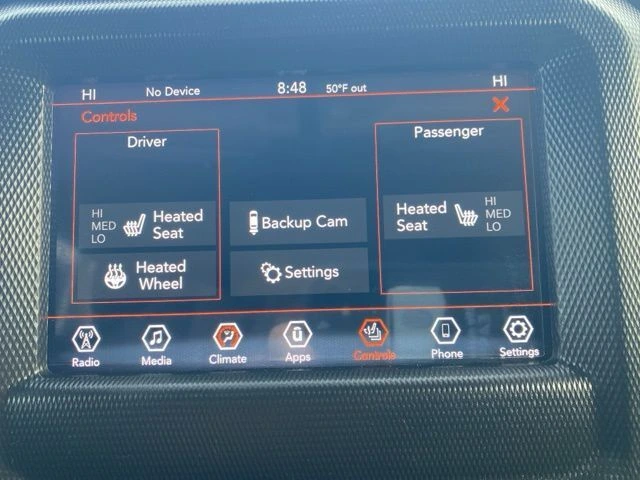 HI No Device 8:48 50°F out HI
Controls
Driver
Passenger
HI
MED
LO
Heated
Seat
Backup Cam
Heated
Seat
HI
MED
LO
Heated
Wheel
Settings
Radio Media Climate Apps Controls Phone Settings